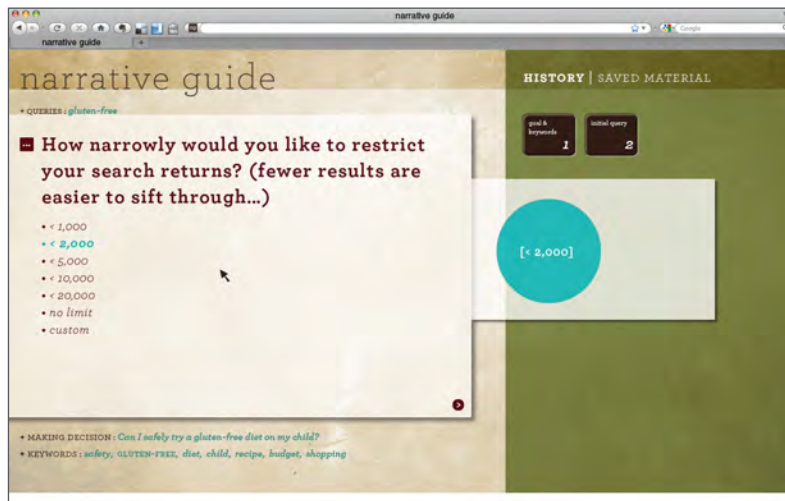 narrative guide
Google
narrative guide
narrative guide
HISTORY | SAVED MATERIAL
• QUERIES : gluten-free
goal & keywords 1
initial query 2
How narrowly would you like to restrict
your search returns? (fewer results are
easier to sift through...)
• < 1,000
• < 2,000
• < 5,000
• < 10,000
• < 20,000
• no limit
• custom
[< 2,000]
• MAKING DECISION : Can I safely try a gluten-free diet on my child?
• KEYWORDS : safety, GLUTEN-FREE, diet, child, recipe, budget, shopping